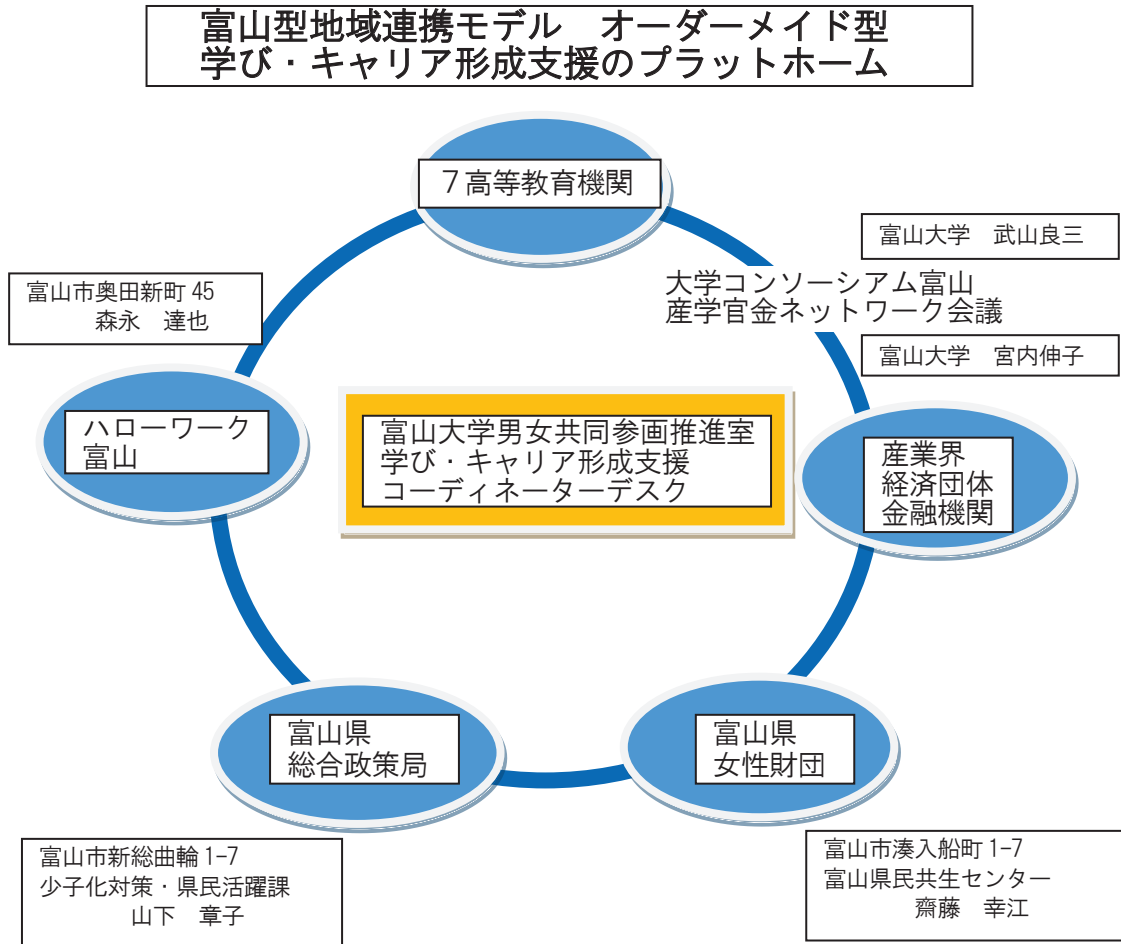 富山型地域連携モデル　オーダーメイド型
学び・キャリア形成支援のプラットホーム
７高等教育機関
富山大学　武山良三
大学コンソーシアム富山
産学官金ネットワーク会議
富山大学　宮内伸子
富山市奥田新町 45
森永　達也
ハローワーク
富山
富山大学男女共同参画推進室
学び・キャリア形成支援
コーディネーターデスク
産業界
経済団体
金融機関
富山県
総合政策局
富山県
女性財団
富山市新総曲輪 1-7
少子化対策・県民活躍課
山下　章子
富山市湊入船町 1-7
富山県民共生センター
齋藤　幸江